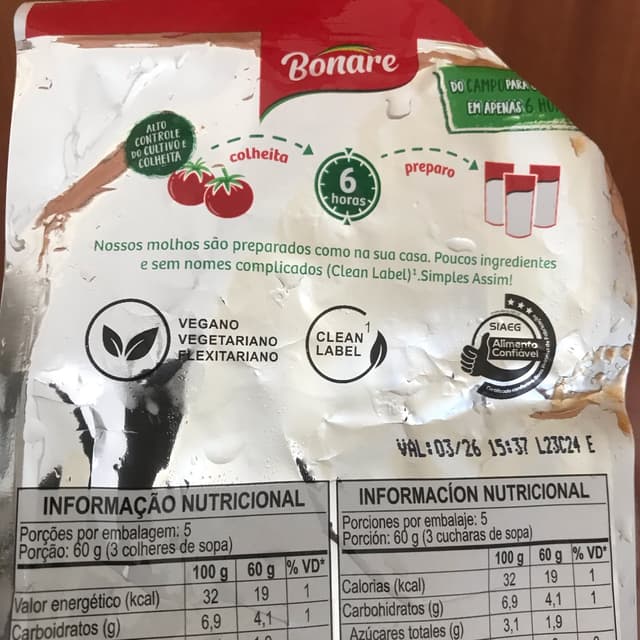 Bonare
DO CAMPO PARA
EM APENAS 6
ALTO
CONTROLE
DO CULTIVO E
COLHEITA
colheita
6
horas
preparo
Nossos molhos são preparados como na sua casa. Poucos ingredientes
e sem nomes complicados (Clean Label)¹.Simples Assim!
VEGANO
VEGETARIANO
FLEXITARIANO
CLEAN 1
LABEL
SIAEG
Alimento
Confiável
VAL:03/26 15:37 L23C24 E
INFORMAÇÃO NUTRICIONAL
Porções por embalagem: 5
Porção: 60 g (3 colheres de sopa)
100 g 60 g % VD*
Valor energético (kcal) 32 19 1
Carboidratos (g) 6,9 4,1 1
INFORMACÍON NUTRICIONAL
Porciones por embalaje: 5
Porción: 60 g (3 cucharas de sopa)
100 g 60 g % VD*
Calorias (kcal) 32 19 1
Carbohidratos (g) 6,9 4,1 1
Azúcares totales (g) 3,1 1,9